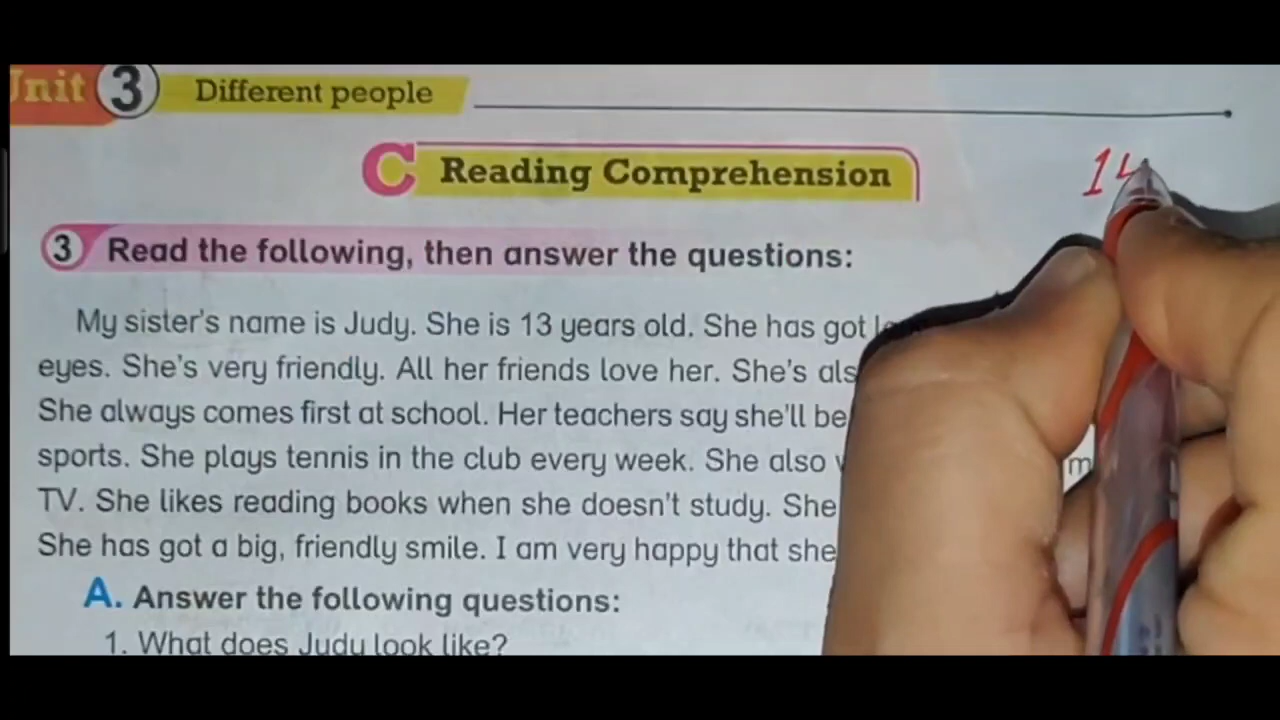 Unit 3 Different people
C Reading Comprehension
14
3 Read the following, then answer the questions:
My sister's name is Judy. She is 13 years old. She has got
eyes. She's very friendly. All her friends love her. She's
She always comes first at school. Her teachers say she'll be
sports. She plays tennis in the club every week. She also
TV. She likes reading books when she doesn't study. She
She has got a big, friendly smile. I am very happy that she
A. Answer the following questions:
1. What does Judy look like?